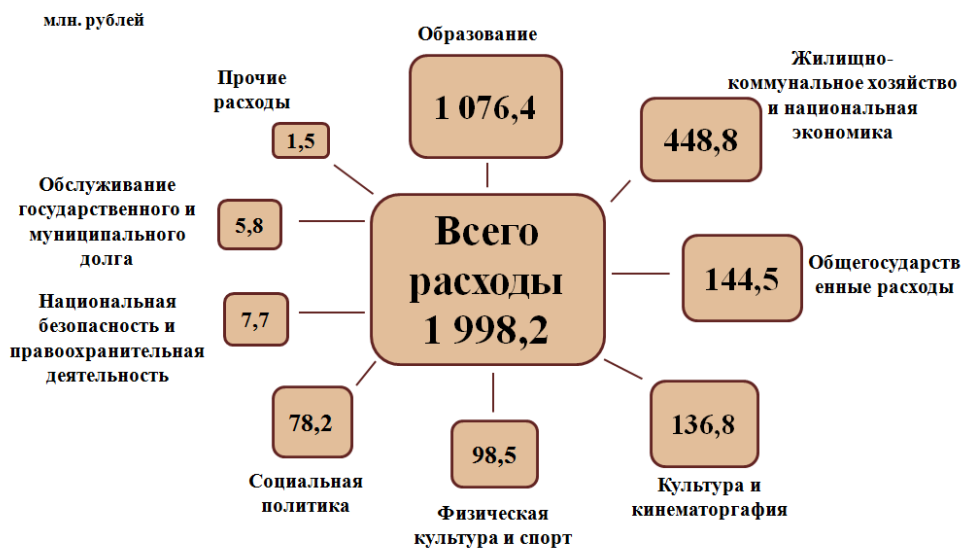 млн. рублей
Образование
1 076,4
Жилищно-
коммунальное хозяйство
и национальная
экономика
448,8
Прочие
расходы
1,5
Обслуживание
государственного и
муниципального
долга
5,8
Всего
расходы
1 998,2
144,5
Общегосударств
енные расходы
Национальная
безопасность и
правоохранительная
деятельность
7,7
78,2
Социальная
политика
98,5
Физическая
культура и спорт
136,8
Культура и
кинематоргафия